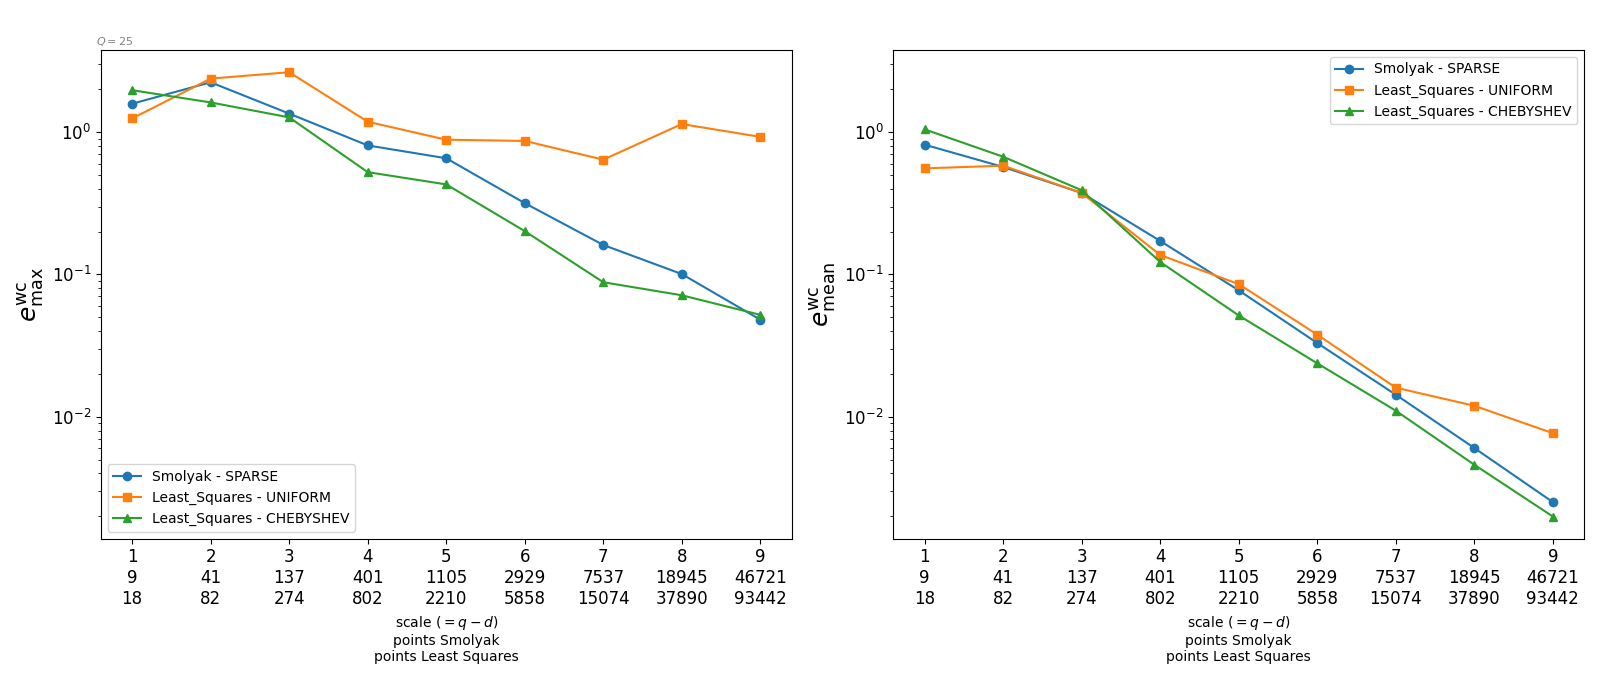 Q = 25
10^0
10^-1
10^-2
e^wc_max
Smolyak - SPARSE
Least_Squares - UNIFORM
Least_Squares - CHEBYSHEV
1 2 3 4 5 6 7 8 9
9 41 137 401 1105 2929 7537 18945 46721
18 82 274 802 2210 5858 15074 37890 93442
scale (= q − d)
points Smolyak
points Least Squares
10^0
10^-1
10^-2
e^wc_mean
Smolyak - SPARSE
Least_Squares - UNIFORM
Least_Squares - CHEBYSHEV
1 2 3 4 5 6 7 8 9
9 41 137 401 1105 2929 7537 18945 46721
18 82 274 802 2210 5858 15074 37890 93442
scale (= q − d)
points Smolyak
points Least Squares